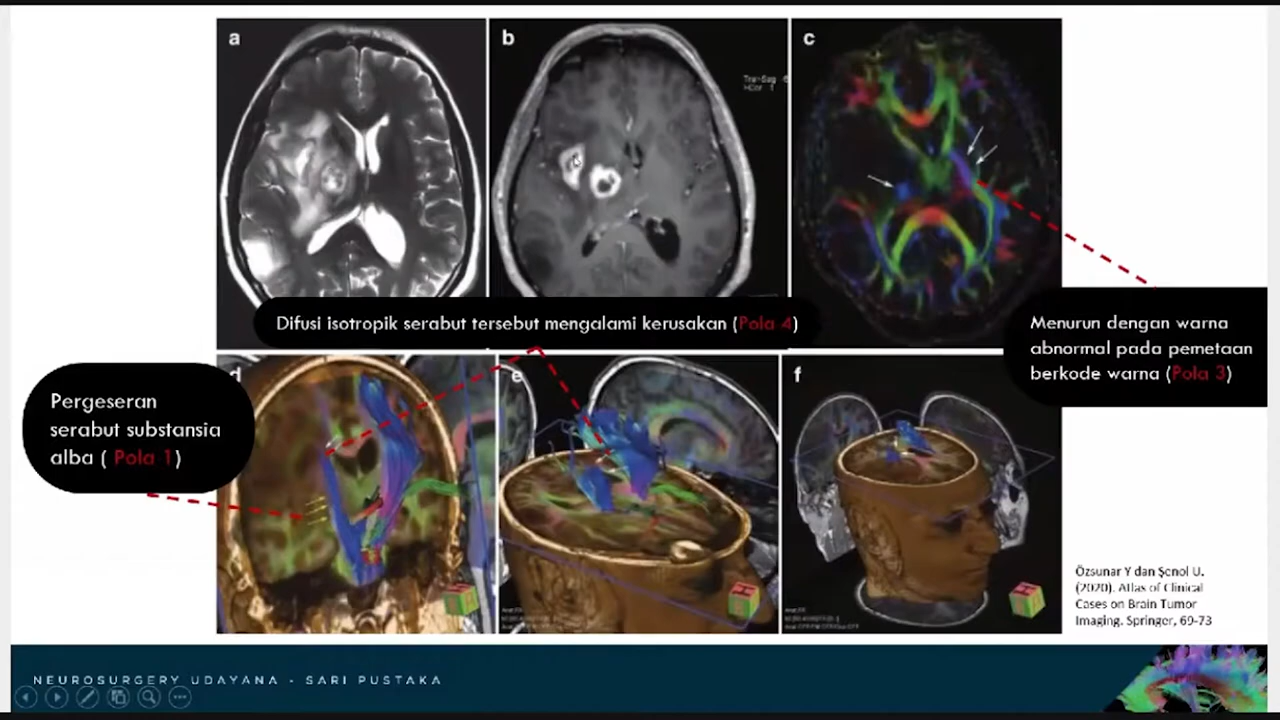 a
b
c
Difusi isotropik serabut tersebut mengalami kerusakan (Pola 4)
Menurun dengan warna
abnormal pada pemetaan
berkode warna (Pola 3)
Pergeseran
serabut substansia
alba ( Pola 1)
d
e
f
H
H
Özsunar Y dan Şenol U.
(2020). Atlas of Clinical
Cases on Brain Tumor
Imaging. Springer, 69-73
NEUROSURGERY UDAYANA - SARI PUSTAKA